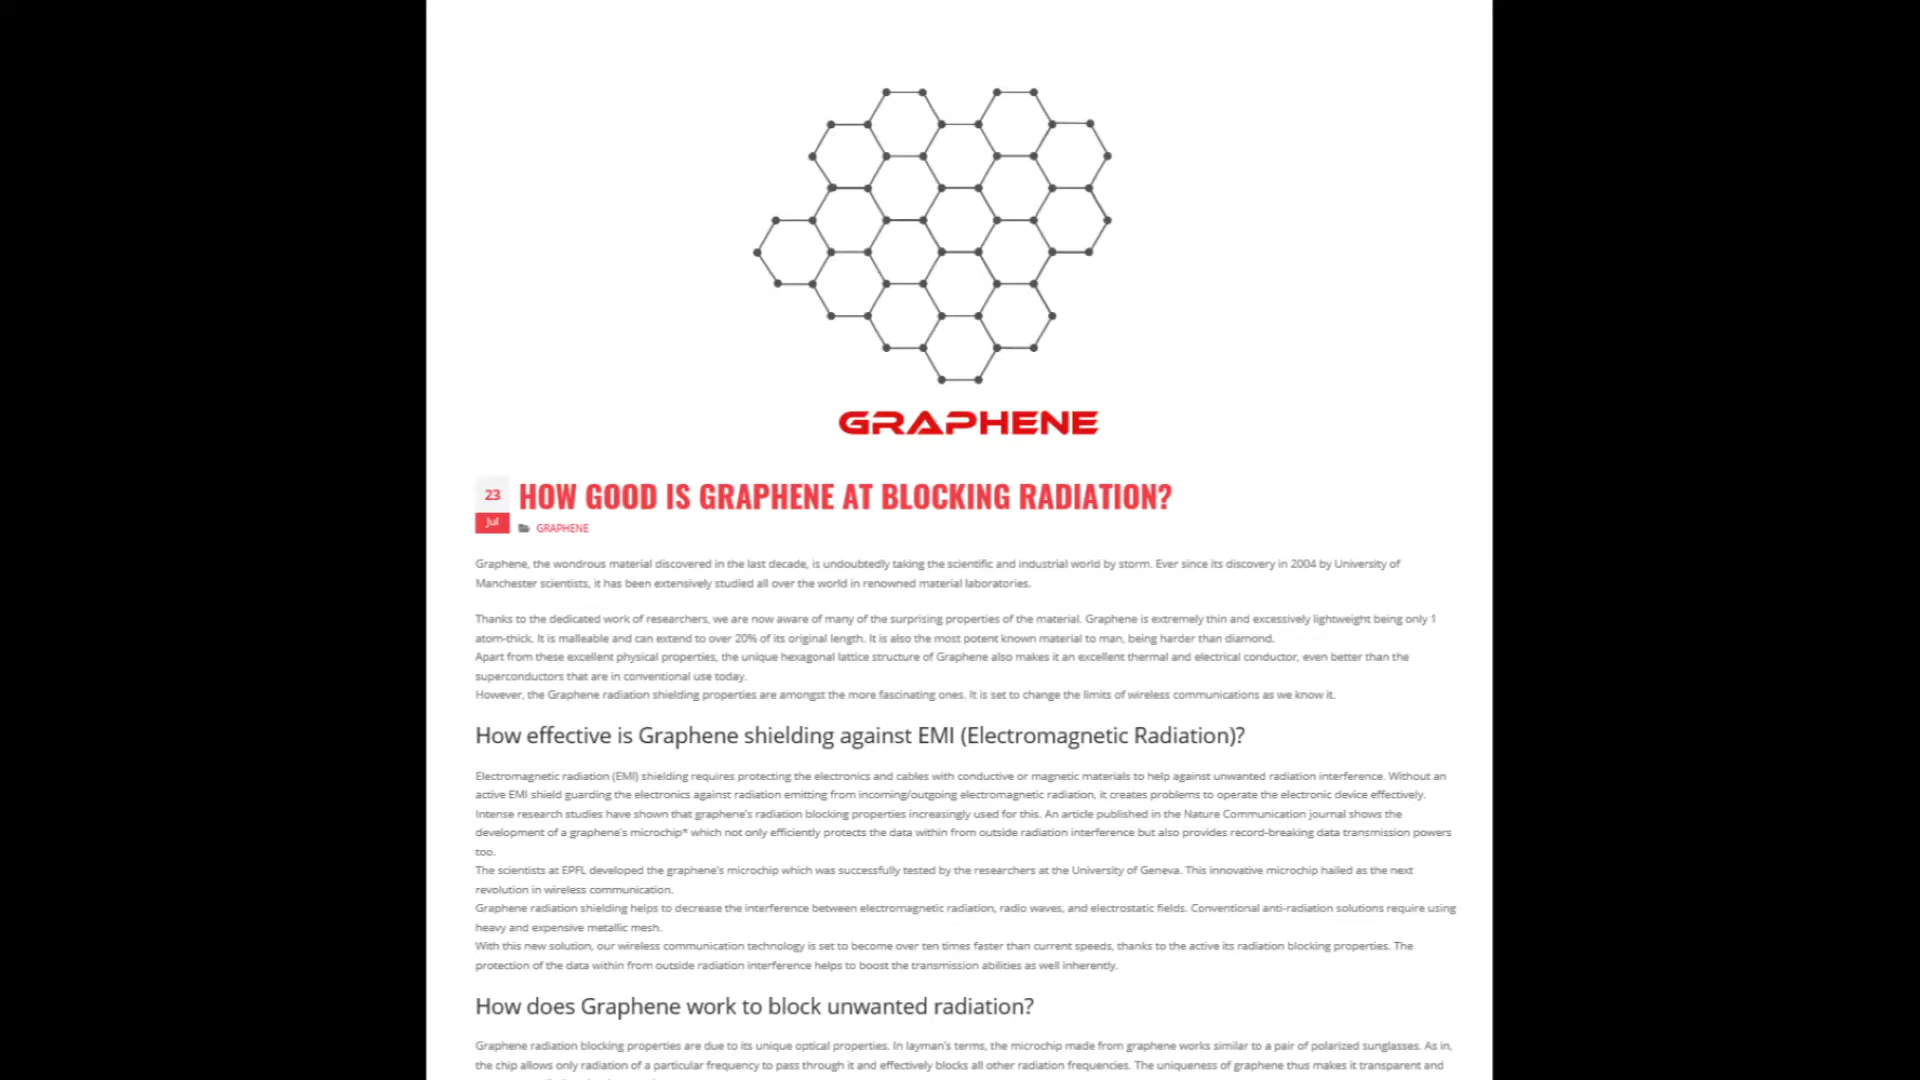 GRAPHENE
23
Jul
HOW GOOD IS GRAPHENE AT BLOCKING RADIATION?
GRAPHENE
Graphene, the wondrous material discovered in the last decade, is undoubtedly taking the scientific and industrial world by storm. Ever since its discovery in 2004 by University of
Manchester scientists, it has been extensively studied all over the world in renowned material laboratories.
Thanks to the dedicated work of researchers, we are now aware of many of the surprising properties of the material. Graphene is extremely thin and excessively lightweight being only 1
atom-thick. It is malleable and can extend to over 20% of its original length. It is also the most potent known material to man, being harder than diamond.
Apart from these excellent physical properties, the unique hexagonal lattice structure of Graphene also makes it an excellent thermal and electrical conductor, even better than the
superconductors that are in conventional use today.
However, the Graphene radiation shielding properties are amongst the more fascinating ones. It is set to change the limits of wireless communications as we know it.
How effective is Graphene shielding against EMI (Electromagnetic Radiation)?
Electromagnetic radiation (EMI) shielding requires protecting the electronics and cables with conductive or magnetic materials to help against unwanted radiation interference. Without an
active EMI shield guarding the electronics against radiation emitting from incoming/outgoing electromagnetic radiation, it creates problems to operate the electronic device effectively.
Intense research studies have shown that graphene's radiation blocking properties increasingly used for this. An article published in the Nature Communication journal shows the
development of a graphene's microchip* which not only efficiently protects the data within from outside radiation interference but also provides record-breaking data transmission powers
too.
The scientists at EPFL developed the graphene's microchip which was successfully tested by the researchers at the University of Geneva. This innovative microchip hailed as the next
revolution in wireless communication.
Graphene radiation shielding helps to decrease the interference between electromagnetic radiation, radio waves, and electrostatic fields. Conventional anti-radiation solutions require using
heavy and expensive metallic mesh.
With this new solution, our wireless communication technology is set to become over ten times faster than current speeds, thanks to the active its radiation blocking properties. The
protection of the data within from outside radiation interference helps to boost the transmission abilities as well inherently.
How does Graphene work to block unwanted radiation?
Graphene radiation blocking properties are due to its unique optical properties. In layman's terms, the microchip made from graphene works similar to a pair of polarized sunglasses. As in,
the chip allows only radiation of a particular frequency to pass through it and effectively blocks all other radiation frequencies. The uniqueness of graphene thus makes it transparent and